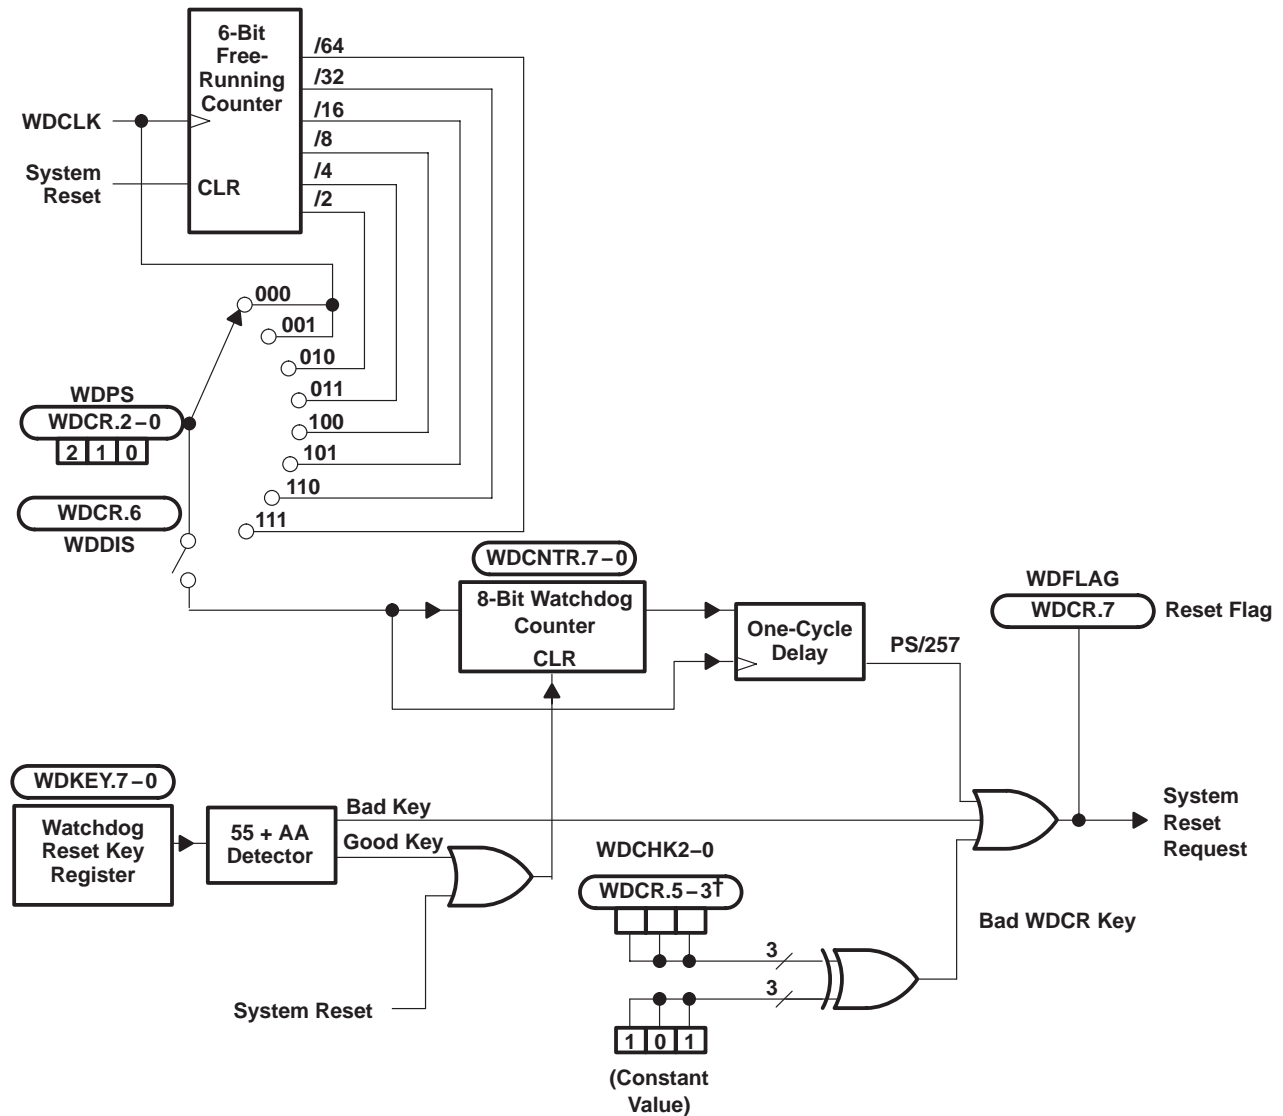 6-Bit
Free-
Running
Counter
CLR
/64
/32
/16
/8
/4
/2
WDCLK
System
Reset
000
001
010
011
100
101
110
111
WDPS
WDCR.2–0
2 1 0
WDCR.6
WDDIS
WDCNTR.7–0
8-Bit Watchdog
Counter
CLR
One-Cycle
Delay
PS/257
WDFLAG
WDCR.7
Reset Flag
WDKEY.7–0
Watchdog
Reset Key
Register
55 + AA
Detector
Bad Key
Good Key
System Reset
WDCHK2–0
WDCR.5–3†
3
3
1 0 1
(Constant
Value)
Bad WDCR Key
System
Reset
Request